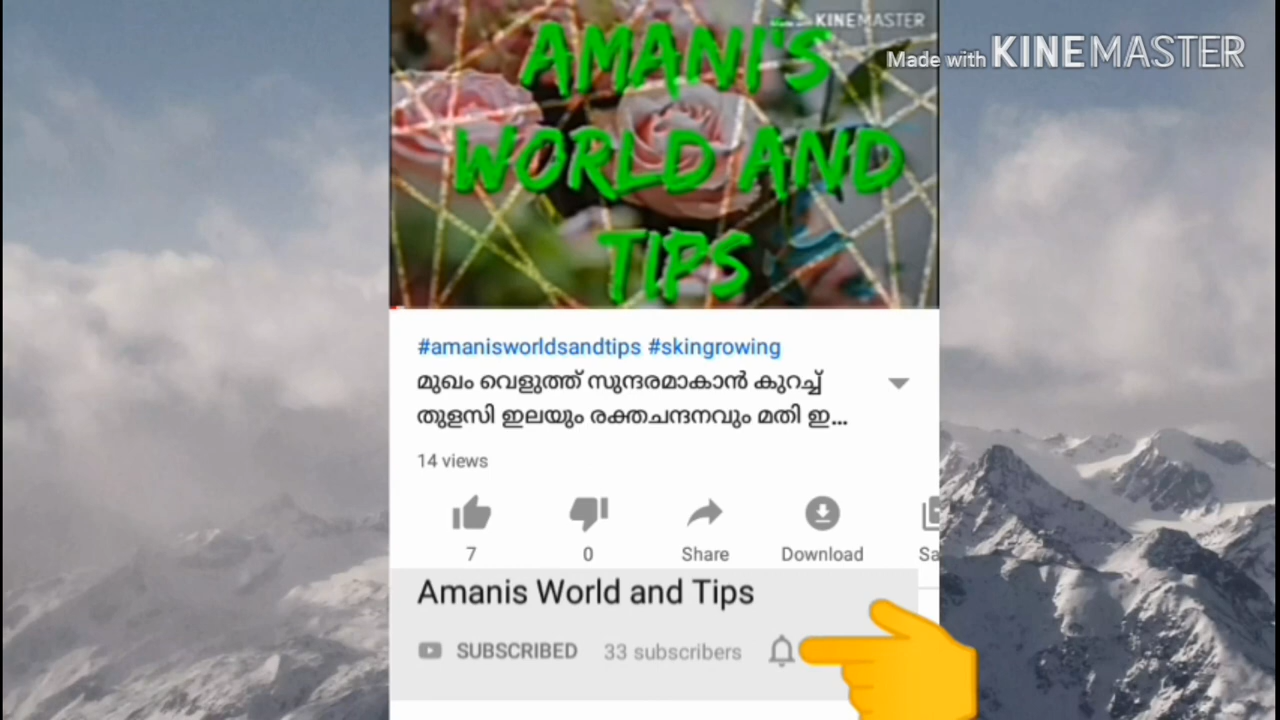 KINEMASTER
Made with KINEMASTER
AMANI'S
WORLD AND
TIPS
#amanisworldsandtips #skingrowing
മുഖം വെളുത്ത് സുന്ദരമാകാൻ കുറച്ച്
തുളസി ഇലയും രക്തചന്ദനവും മതി ഇ...
14 views
7
0
Share
Download
Sa
Amanis World and Tips
SUBSCRIBED
33 subscribers